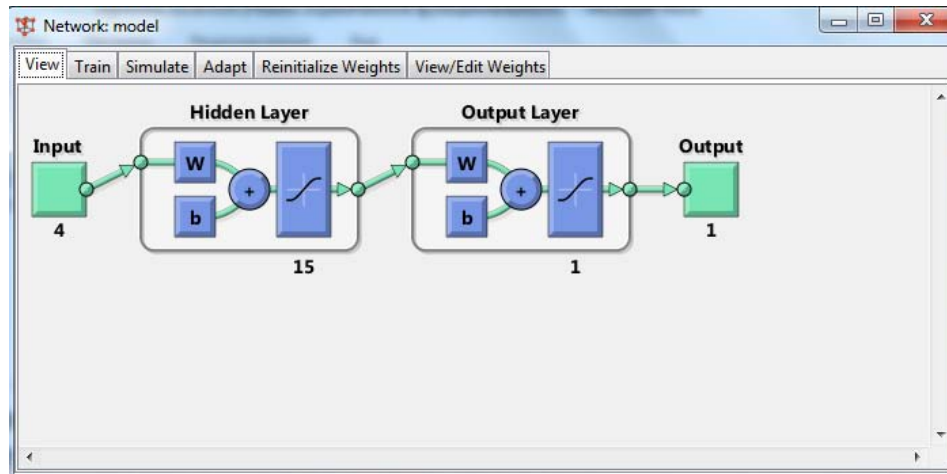 Network: model
View Train Simulate Adapt Reinitialize Weights View/Edit Weights
Hidden Layer Output Layer
Input Output
W b + W b +
4 15 1 1